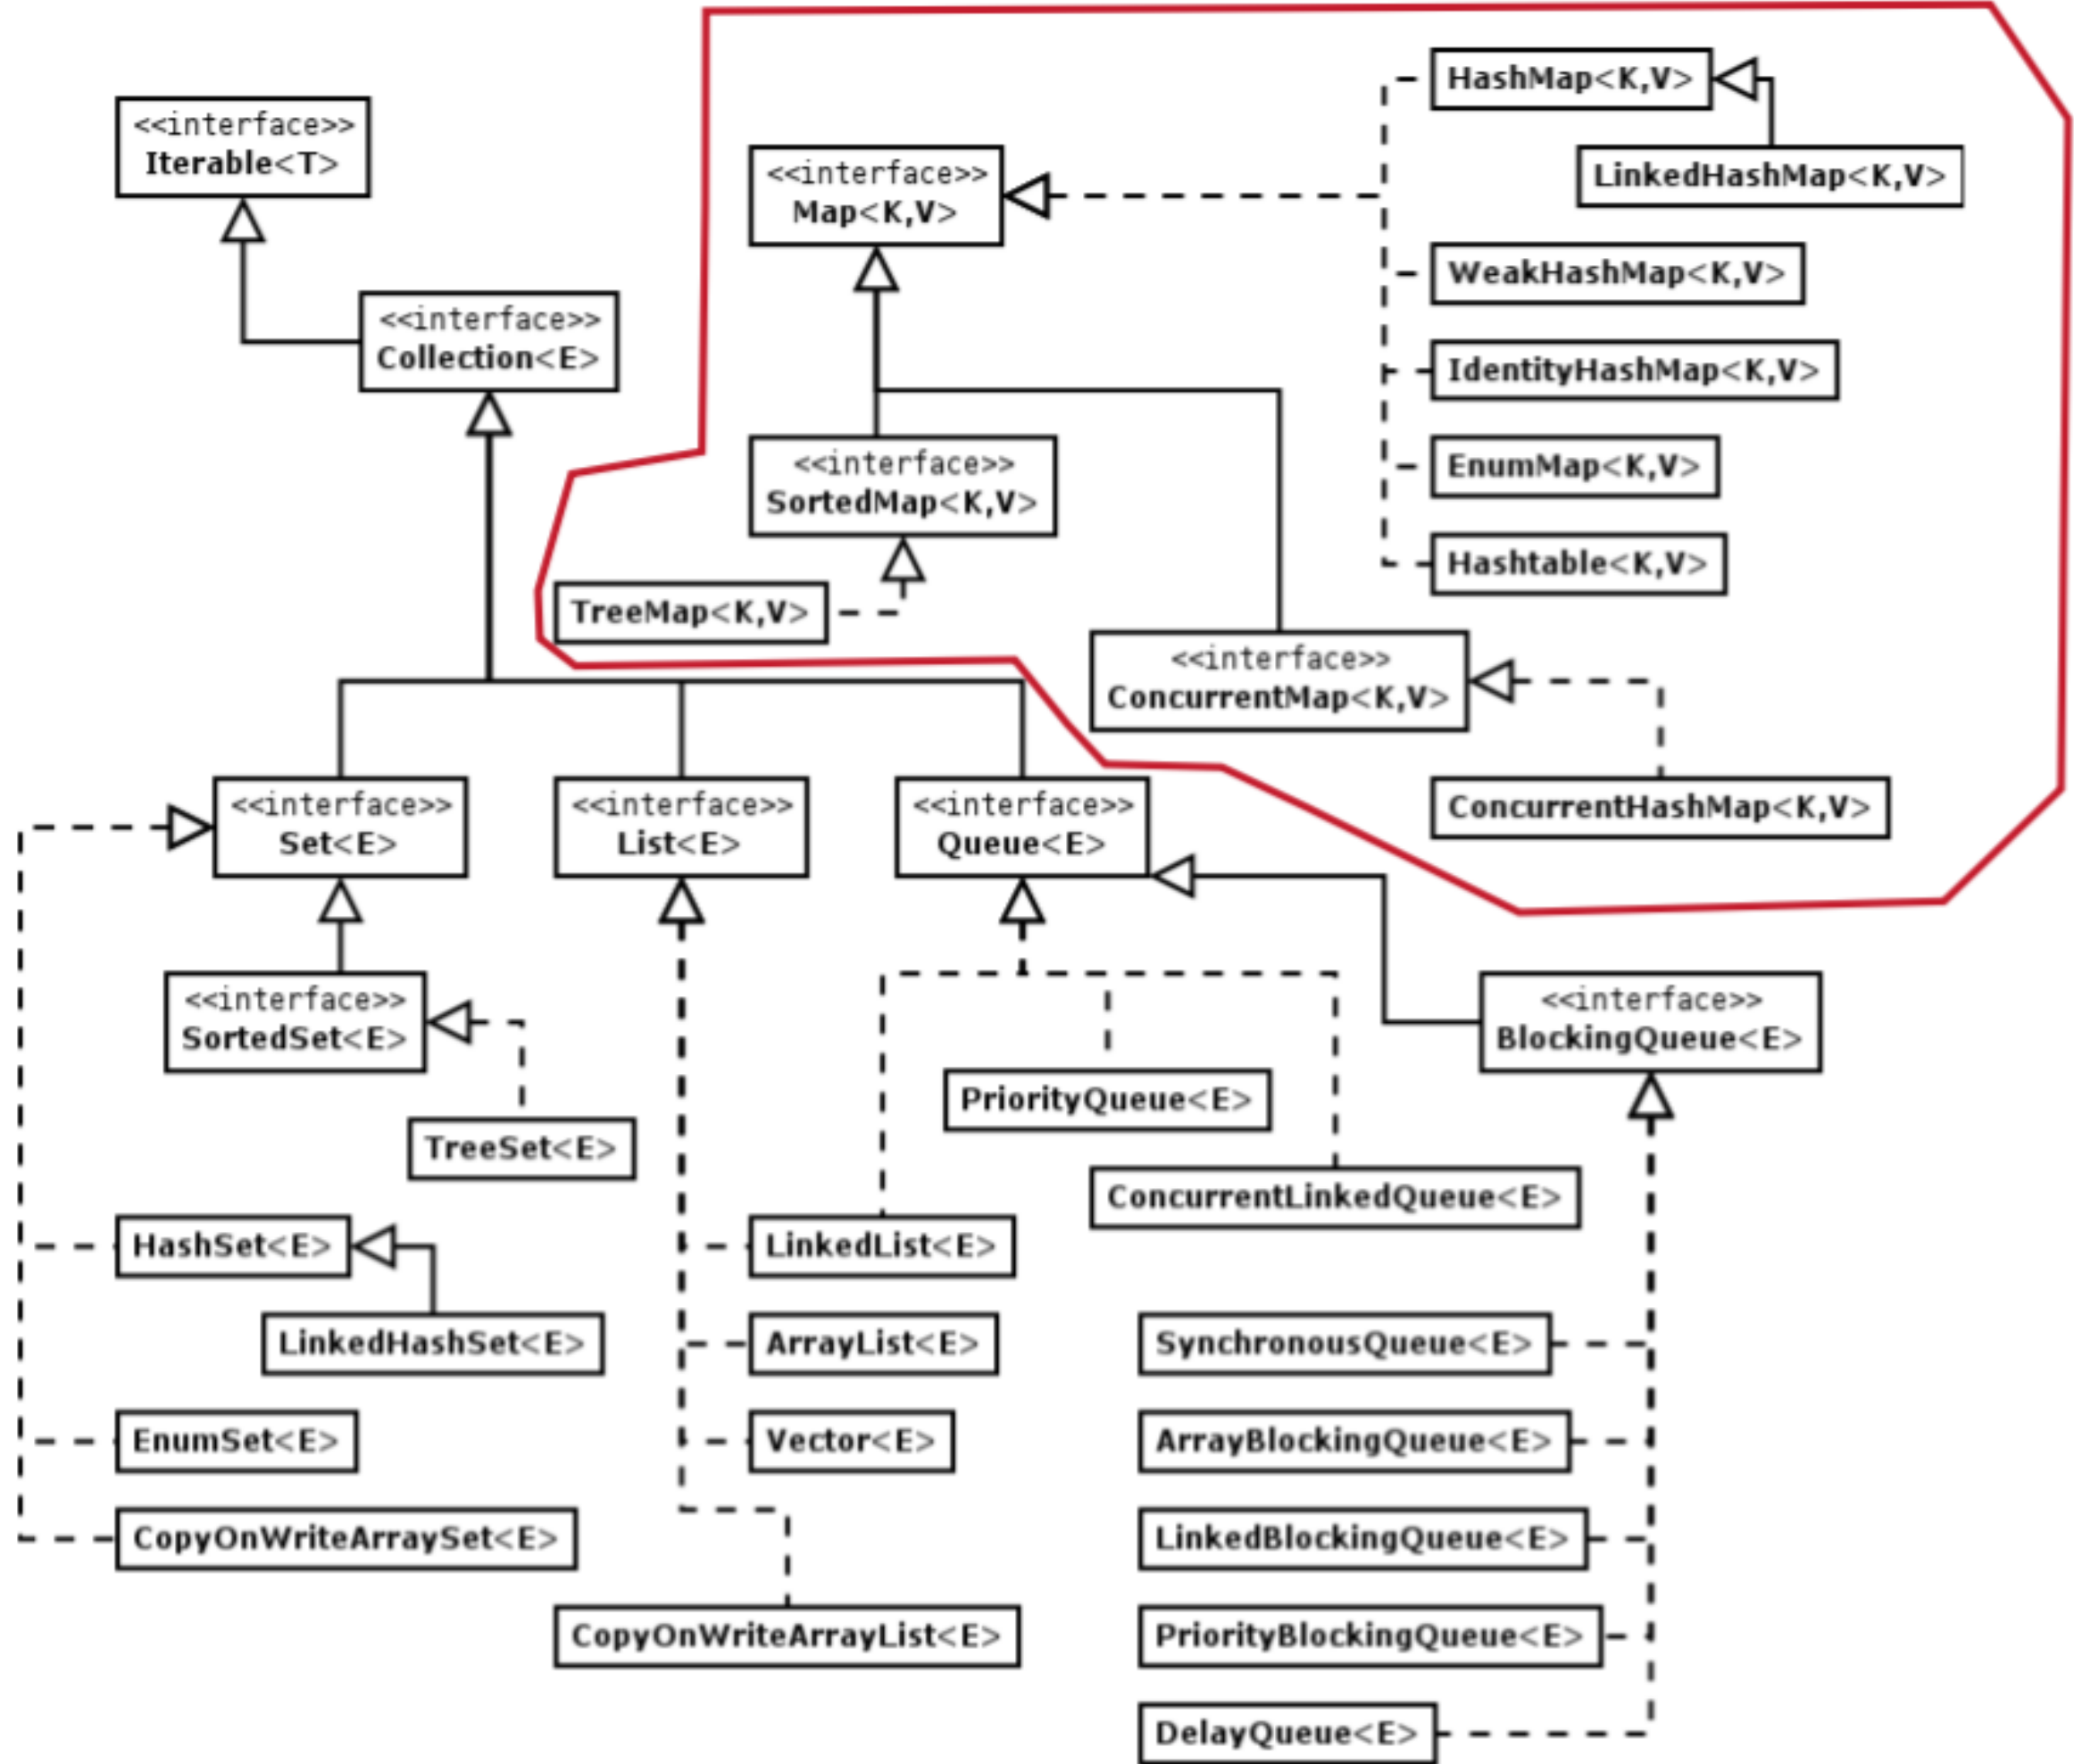 HashMap<K,V>
<<interface>>
Iterable<T>
<<interface>>
Map<K,V>
LinkedHashMap<K,V>
WeakHashMap<K,V>
<<interface>>
Collection<E>
IdentityHashMap<K,V>
<<interface>>
SortedMap<K,V>
EnumMap<K,V>
Hashtable<K,V>
TreeMap<K,V>
<<interface>>
ConcurrentMap<K,V>
ConcurrentHashMap<K,V>
<<interface>>
Set<E>
<<interface>>
List<E>
<<interface>>
Queue<E>
<<interface>>
SortedSet<E>
<<interface>>
BlockingQueue<E>
PriorityQueue<E>
TreeSet<E>
ConcurrentLinkedQueue<E>
HashSet<E>
LinkedList<E>
LinkedHashSet<E>
ArrayList<E>
SynchronousQueue<E>
EnumSet<E>
Vector<E>
ArrayBlockingQueue<E>
CopyOnWriteArraySet<E>
LinkedBlockingQueue<E>
CopyOnWriteArrayList<E>
PriorityBlockingQueue<E>
DelayQueue<E>